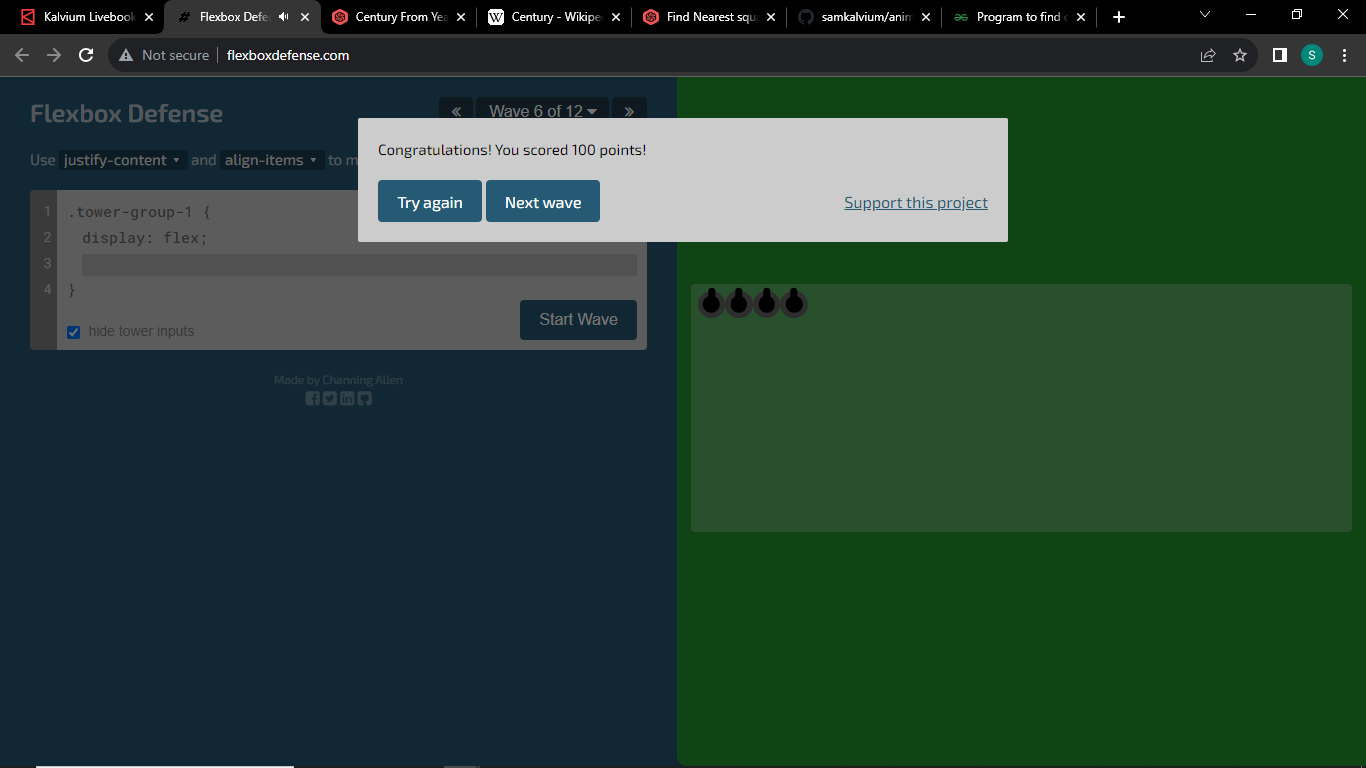 Kalvium Livebook
Flexbox Defe
Century From Yea
Century - Wikipe
Find Nearest squ
samkalvium/anim
Program to find c
Not secure flexboxdefense.com
S
Flexbox Defense
« Wave 6 of 12 »
Use justify-content and align-items to m
Congratulations! You scored 100 points!
Try again Next wave Support this project
1 .tower-group-1 {
2 display: flex;
3
4 }
hide tower inputs
Start Wave
Made by Channing Allen